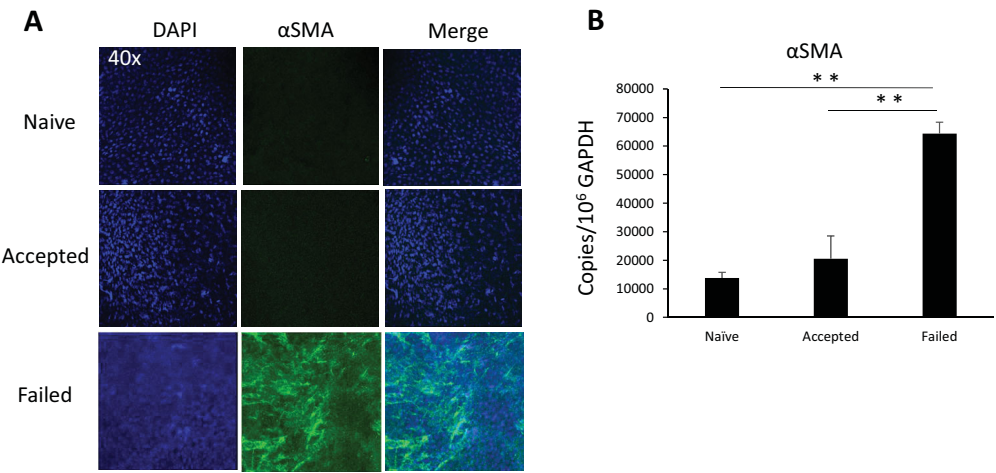 A
DAPI αSMA Merge
40x
Naive
Accepted
Failed
B
αSMA
80000
70000
60000
50000
40000
30000
20000
10000
0
Copies/10⁶ GAPDH
* *
* *
Naïve Accepted Failed